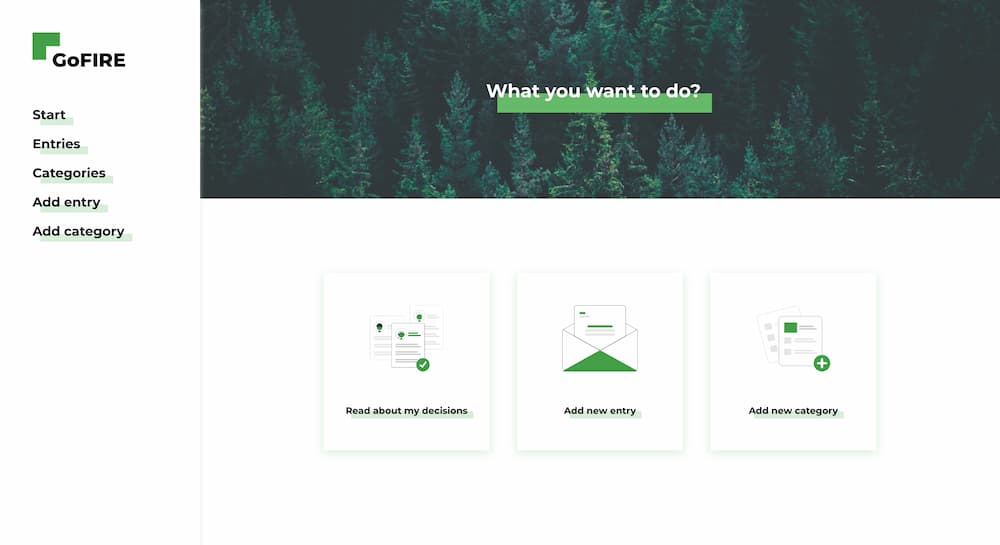 GoFIRE
Start
Entries
Categories
Add entry
Add category
What you want to do?
Read about my decisions
Add new entry
Add new category